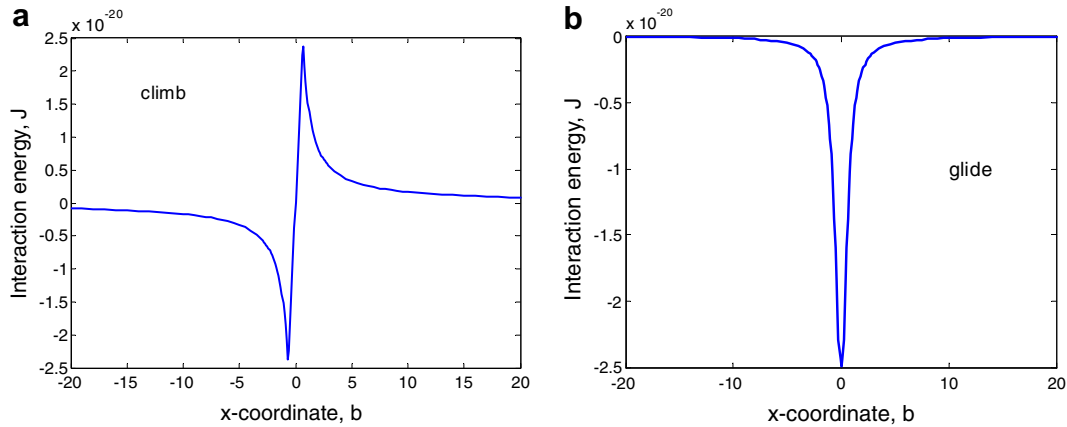 a
x 10⁻²⁰
2.5
2
1.5
1
0.5
0
-0.5
-1
-1.5
-2
-2.5
Interaction energy, J
climb
-20 -15 -10 -5 0 5 10 15 20
x-coordinate, b
b
x 10⁻²⁰
0
-0.5
-1
-1.5
-2
-2.5
Interaction energy, J
glide
-20 -10 0 10 20
x-coordinate, b